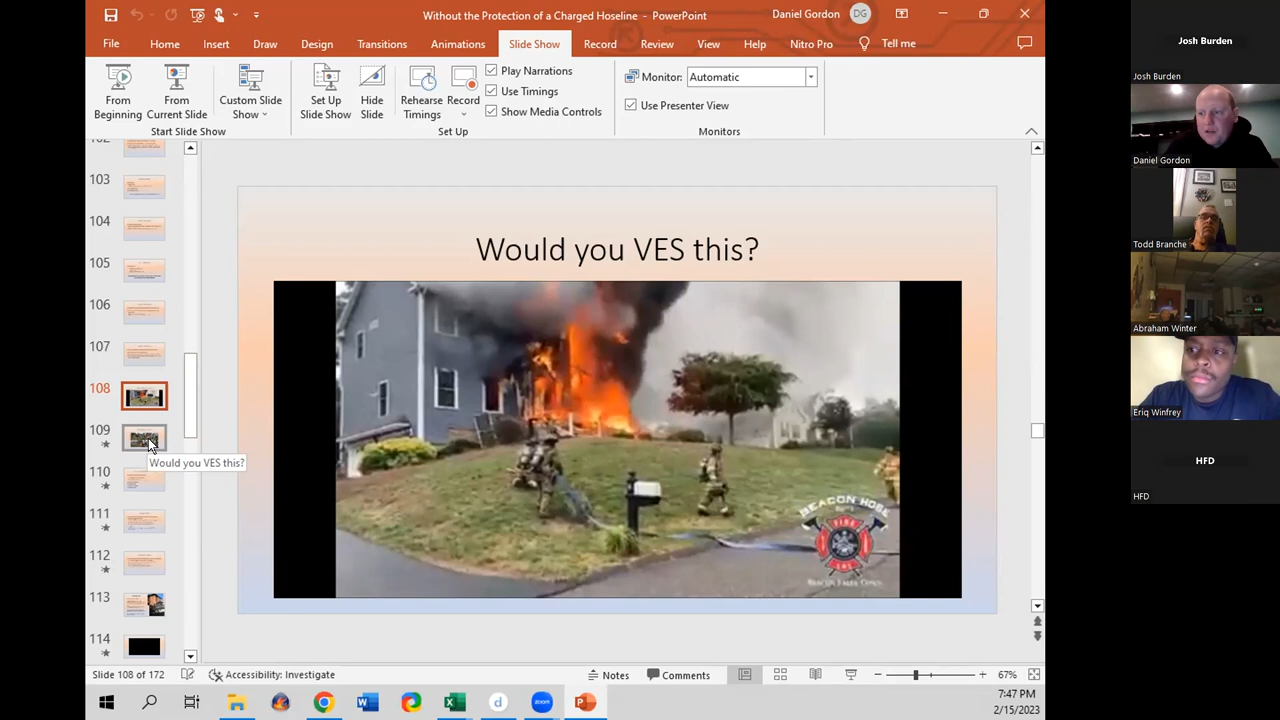 Without the Protection of a Charged Hoseline - PowerPoint
Daniel Gordon
DG
File
Home
Insert
Draw
Design
Transitions
Animations
Slide Show
Record
Review
View
Help
Nitro Pro
Tell me
From Beginning
From Current Slide
Custom Slide Show
Start Slide Show
Set Up Slide Show
Hide Slide
Rehearse Timings
Record
Play Narrations
Use Timings
Show Media Controls
Set Up
Monitor:
Automatic
Use Presenter View
Monitors
102
103
104
105
106
107
108
109
Would you VES this?
110
111
112
113
114
Would you VES this?
BEACON HOSE
FIRE
Slide 108 of 172
Accessibility: Investigate
Notes
Comments
67%
7:47 PM
2/15/2023
Josh Burden
Josh Burden
Daniel Gordon
Todd Branche
Abraham Winter
Eriq Winfrey
HFD
HFD